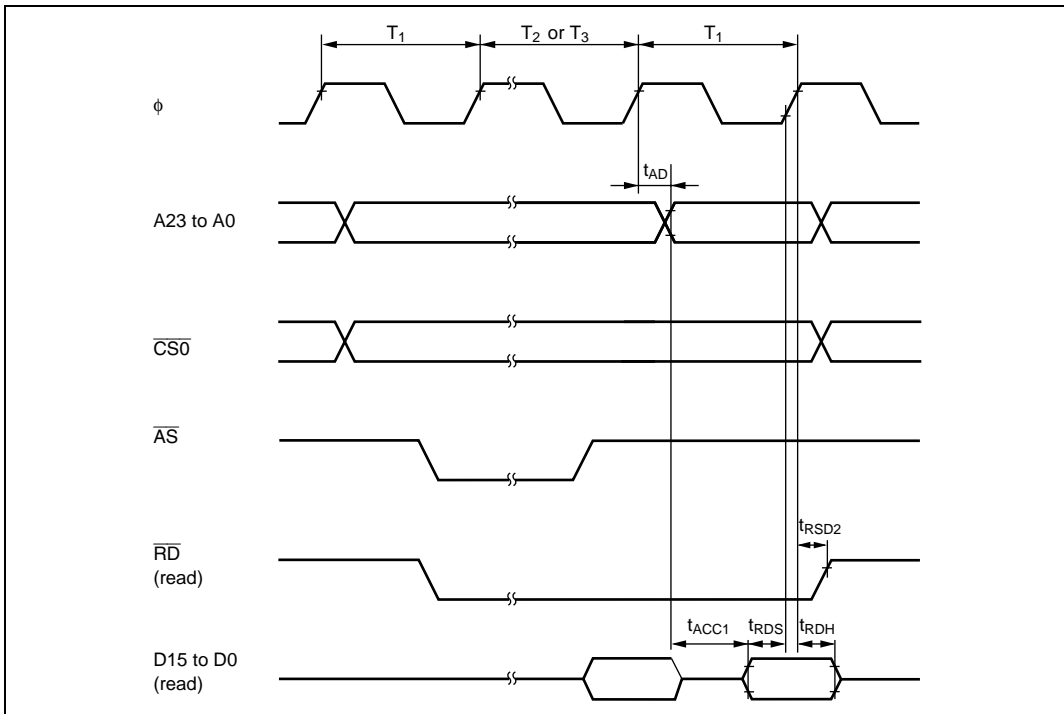 T1 T2 or T3 T1
ϕ
tAD
A23 to A0
CS0
AS
tRSD2
RD
(read)
tACC1 tRDS tRDH
D15 to D0
(read)